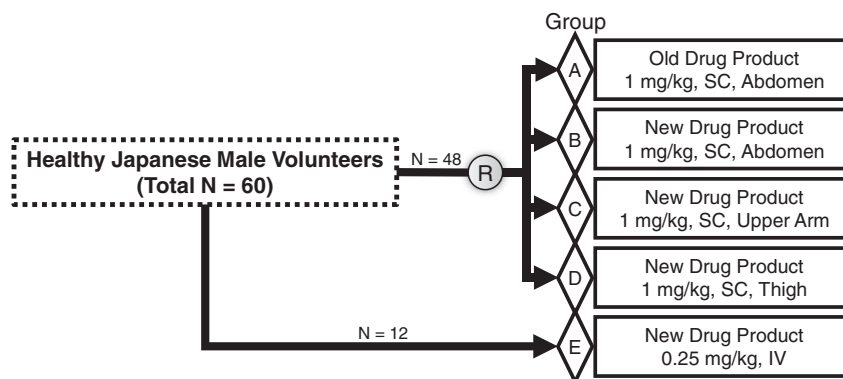 Group
A
Old Drug Product
1 mg/kg, SC, Abdomen
B
New Drug Product
1 mg/kg, SC, Abdomen
Healthy Japanese Male Volunteers
(Total N = 60)
N = 48
R
C
New Drug Product
1 mg/kg, SC, Upper Arm
D
New Drug Product
1 mg/kg, SC, Thigh
N = 12
E
New Drug Product
0.25 mg/kg, IV